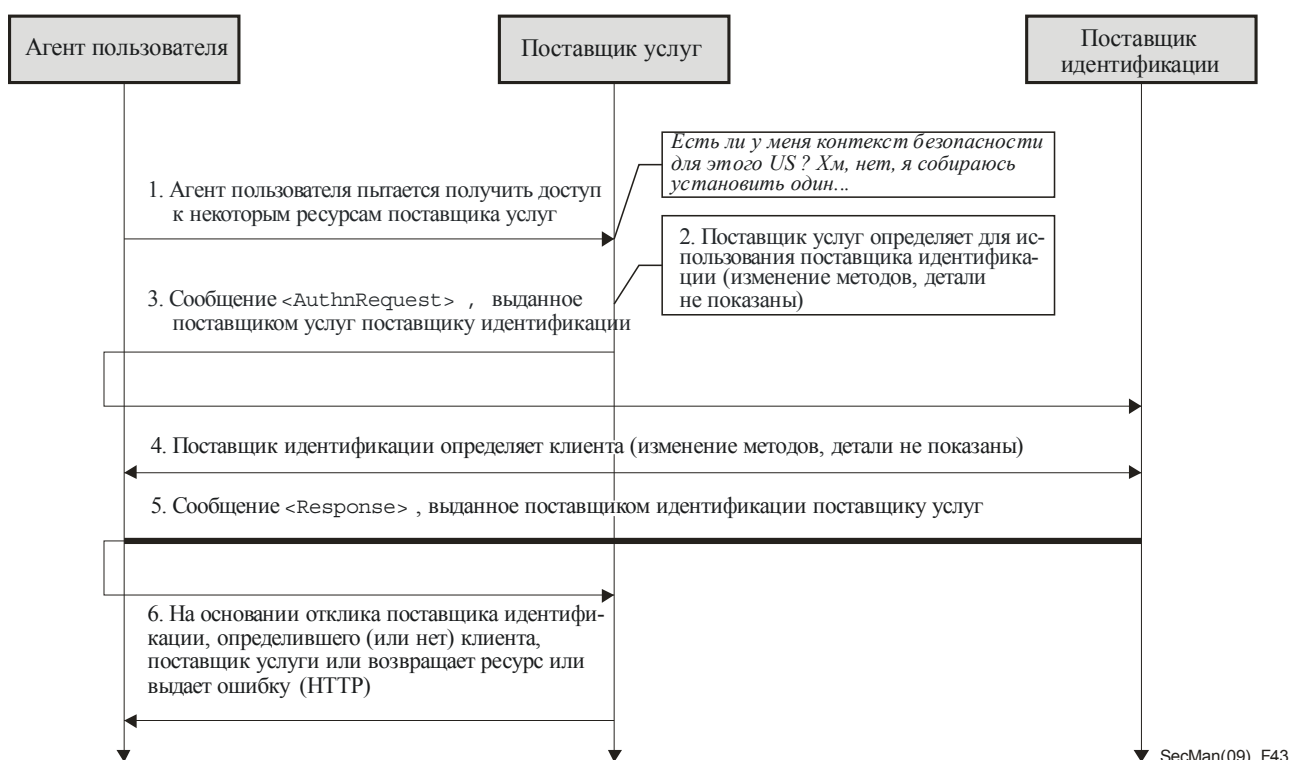 Агент пользователя
Поставщик услуг
Поставщик
идентификации
Есть ли у меня контекст безопасности
для этого US ? Хм, нет, я собираюсь
установить один...
1. Агент пользователя пытается получить доступ
к некоторым ресурсам поставщика услуг
2. Поставщик услуг определяет для ис-
пользования поставщика идентифика-
ции (изменение методов, детали
не показаны)
3. Сообщение <AuthnRequest> , выданное
поставщиком услуг поставщику идентификации
4. Поставщик идентификации определяет клиента (изменение методов, детали не показаны)
5. Сообщение <Response> , выданное поставщиком идентификации поставщику услуг
6. На основании отклика поставщика идентифи-
кации, определившего (или нет) клиента,
поставщик услуги или возвращает ресурс или
выдает ошибку (HTTP)
SecMan(09)_F43